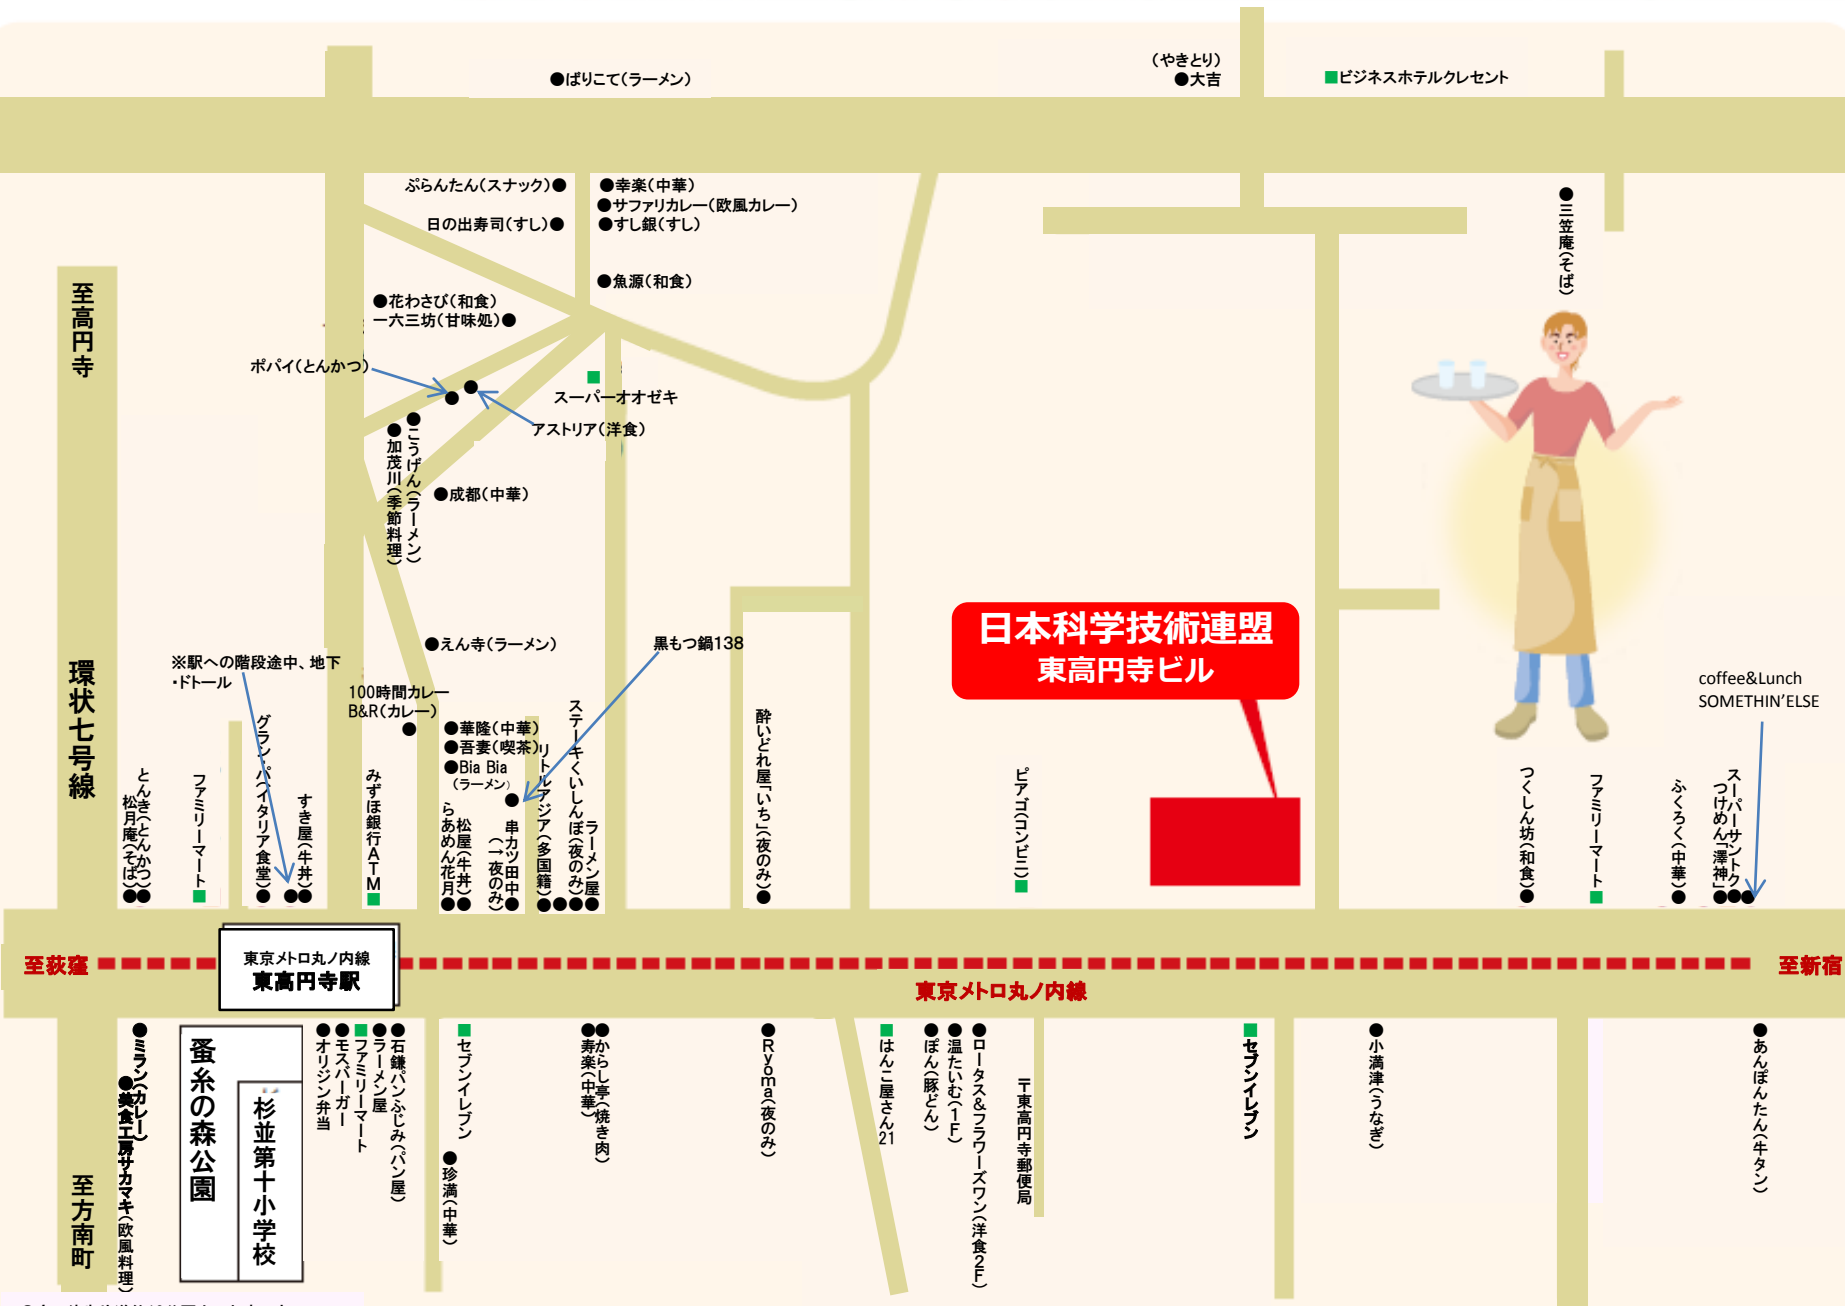 ●ぱりこて(ラーメン)
(やきとり)
●大吉
■ビジネスホテルクレセント
ぷらんたん(スナック)●
●幸楽(中華)
●サファリカレー(欧風カレー)
日の出寿司(すし)●
●すし銀(すし)
●三笠庵(そば)
●魚源(和食)
至高円寺
●花わさび(和食)
一六三坊(甘味処)●
ポパイ(とんかつ)
スーパーオオゼキ
アストリア(洋食)
●こうげん(ラーメン)
●加茂川(季節料理)
●成都(中華)
日本科学技術連盟
東高円寺ビル
●えん寺(ラーメン)
黒もつ鍋138
※駅への階段途中、地下
・ドトール
環状七号線
100時間カレー
B&R(カレー)
coffee&Lunch
SOMETHIN'ELSE
●華隆(中華)
●吾妻(喫茶)
●Bia Bia
(ラーメン)
とんき(とんかつ)●
松月庵(そば)●
ファミリーマート■
グランパ(イタリア食堂)●
すき屋(牛丼)●
みずほ銀行ATM■
らあめん花月●
松屋(牛丼)●
串カツ田中●
(→夜のみ)
リトルアジア(多国籍)●
ステーキくいしんぼ(夜のみ)●
ラーメン屋●
酔いどれ屋「いち」(夜のみ)●
ピアゴ(コンビニ)■
つくしん坊(和食)●
ファミリーマート■
ふくろく(中華)●
つけめん「澤神」●
スーパーサントク●
至荻窪
東京メトロ丸ノ内線
東高円寺駅
東京メトロ丸ノ内線
至新宿
●ミラン(カレー)
●美食工房サカマキ(欧風料理)
蚕糸の森公園
杉並第十小学校
●オリジン弁当
●モスバーガー
■ファミリーマート
●ラーメン屋
●石鎌パンふじみ(パン屋)
■セブンイレブン
●珍満(中華)
●寿楽(中華)
●からし亭(焼き肉)
●Ryoma(夜のみ)
■はんこ屋さん21
●ぽん(豚どん)
●温たいむ(1F)
●ロータス&フラワーズワン(洋食2F)
〒東高円寺郵便局
■セブンイレブン
●小満津(うなぎ)
●あんぽんたん(牛タン)
至方南町